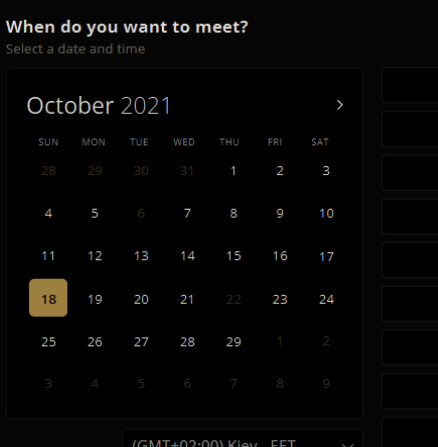 When do you want to meet?
Select a date and time
October 2021
SUN MON TUE WED THU FRI SAT
28 29 30 31 1 2 3
4 5 6 7 8 9 10
11 12 13 14 15 16 17
18 19 20 21 22 23 24
25 26 27 28 29 1 2
3 4 5 6 7 8 9
(GMT+02:00) Kiev - EET